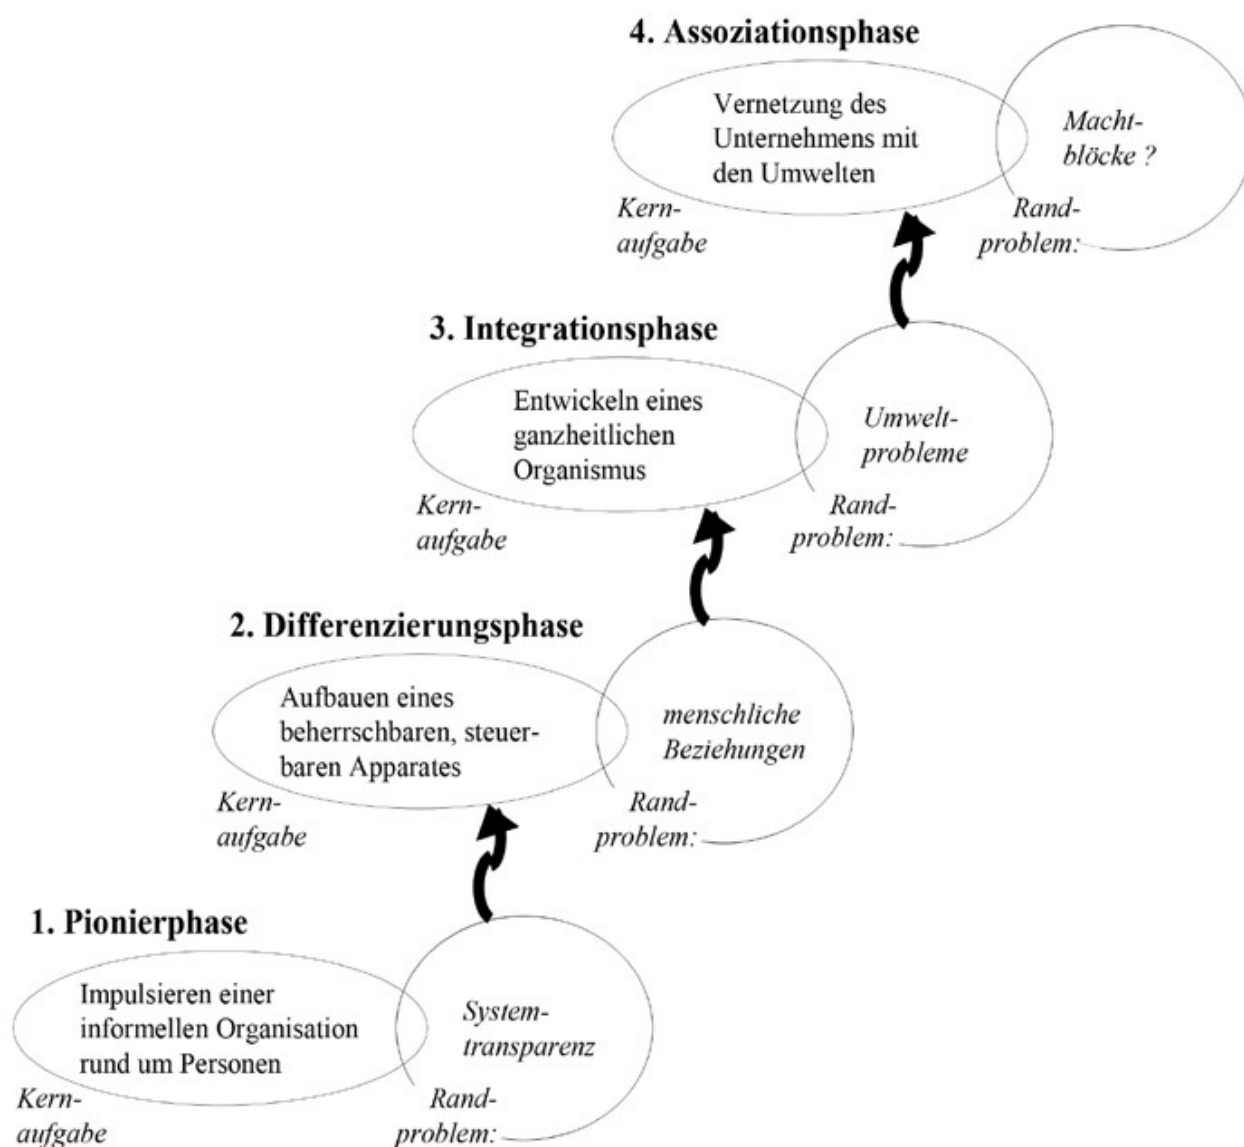 4. Assoziationsphase
Vernetzung des
Unternehmens mit
den Umwelten
Kern-
aufgabe
Macht-
blöcke ?
Rand-
problem:
3. Integrationsphase
Entwickeln eines
ganzheitlichen
Organismus
Kern-
aufgabe
Umwelt-
probleme
Rand-
problem:
2. Differenzierungsphase
Aufbauen eines
beherrschbaren, steuer-
baren Apparates
Kern-
aufgabe
menschliche
Beziehungen
Rand-
problem:
1. Pionierphase
Impulsieren einer
informellen Organisation
rund um Personen
Kern-
aufgabe
System-
transparenz
Rand-
problem: